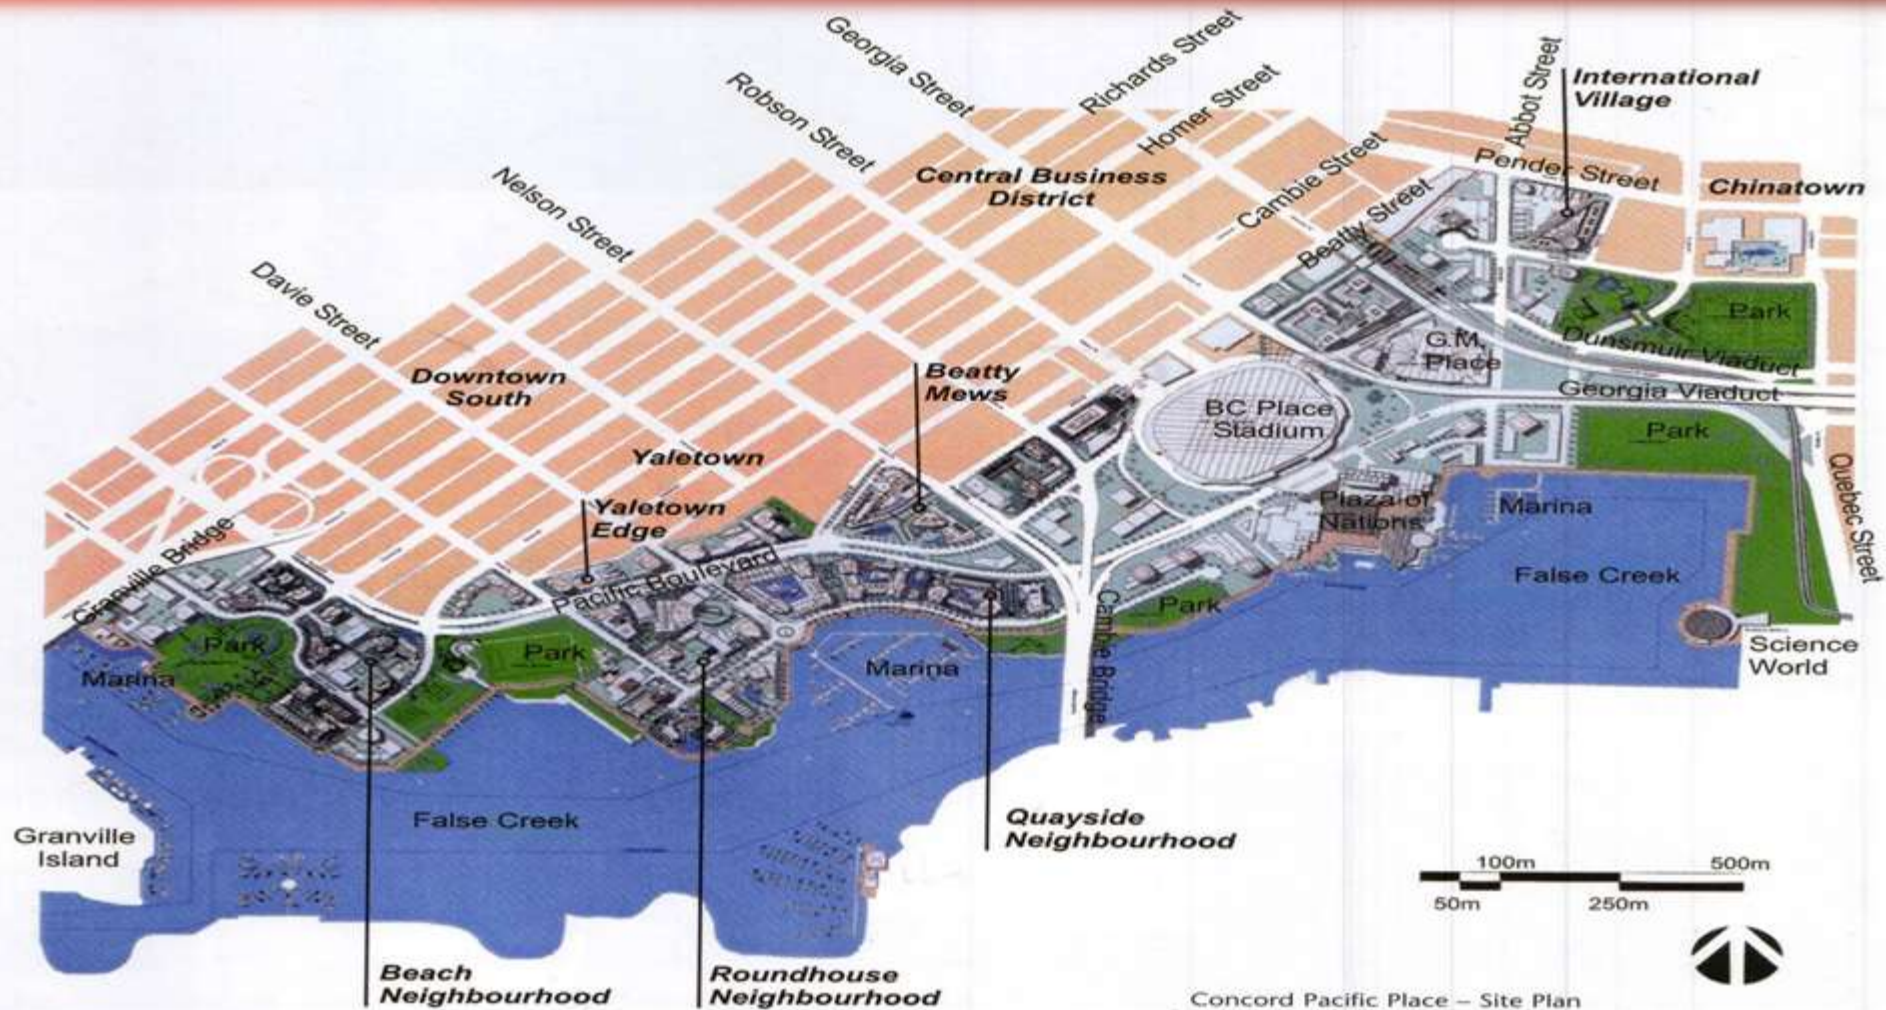 Georgia Street
Richards Street
Robson Street
Homer Street
Abbot Street
International
Village
Nelson Street
Central Business
District
Cambie Street
Pender Street
Chinatown
Beatty Street
Davie Street
Park
G.M.
Place
Dunsmuir Viaduct
Downtown
South
Beatty
Mews
Georgia Viaduct
BC Place
Stadium
Park
Yaletown
Quebec Street
Yaletown
Edge
Plaza of
Nations
Marina
Granville Bridge
Pacific Boulevard
False Creek
Park
Cambie Bridge
Park
Park
Marina
Marina
Science
World
Granville
Island
False Creek
Quayside
Neighbourhood
100m
500m
50m
250m
Beach
Neighbourhood
Roundhouse
Neighbourhood
Concord Pacific Place – Site Plan